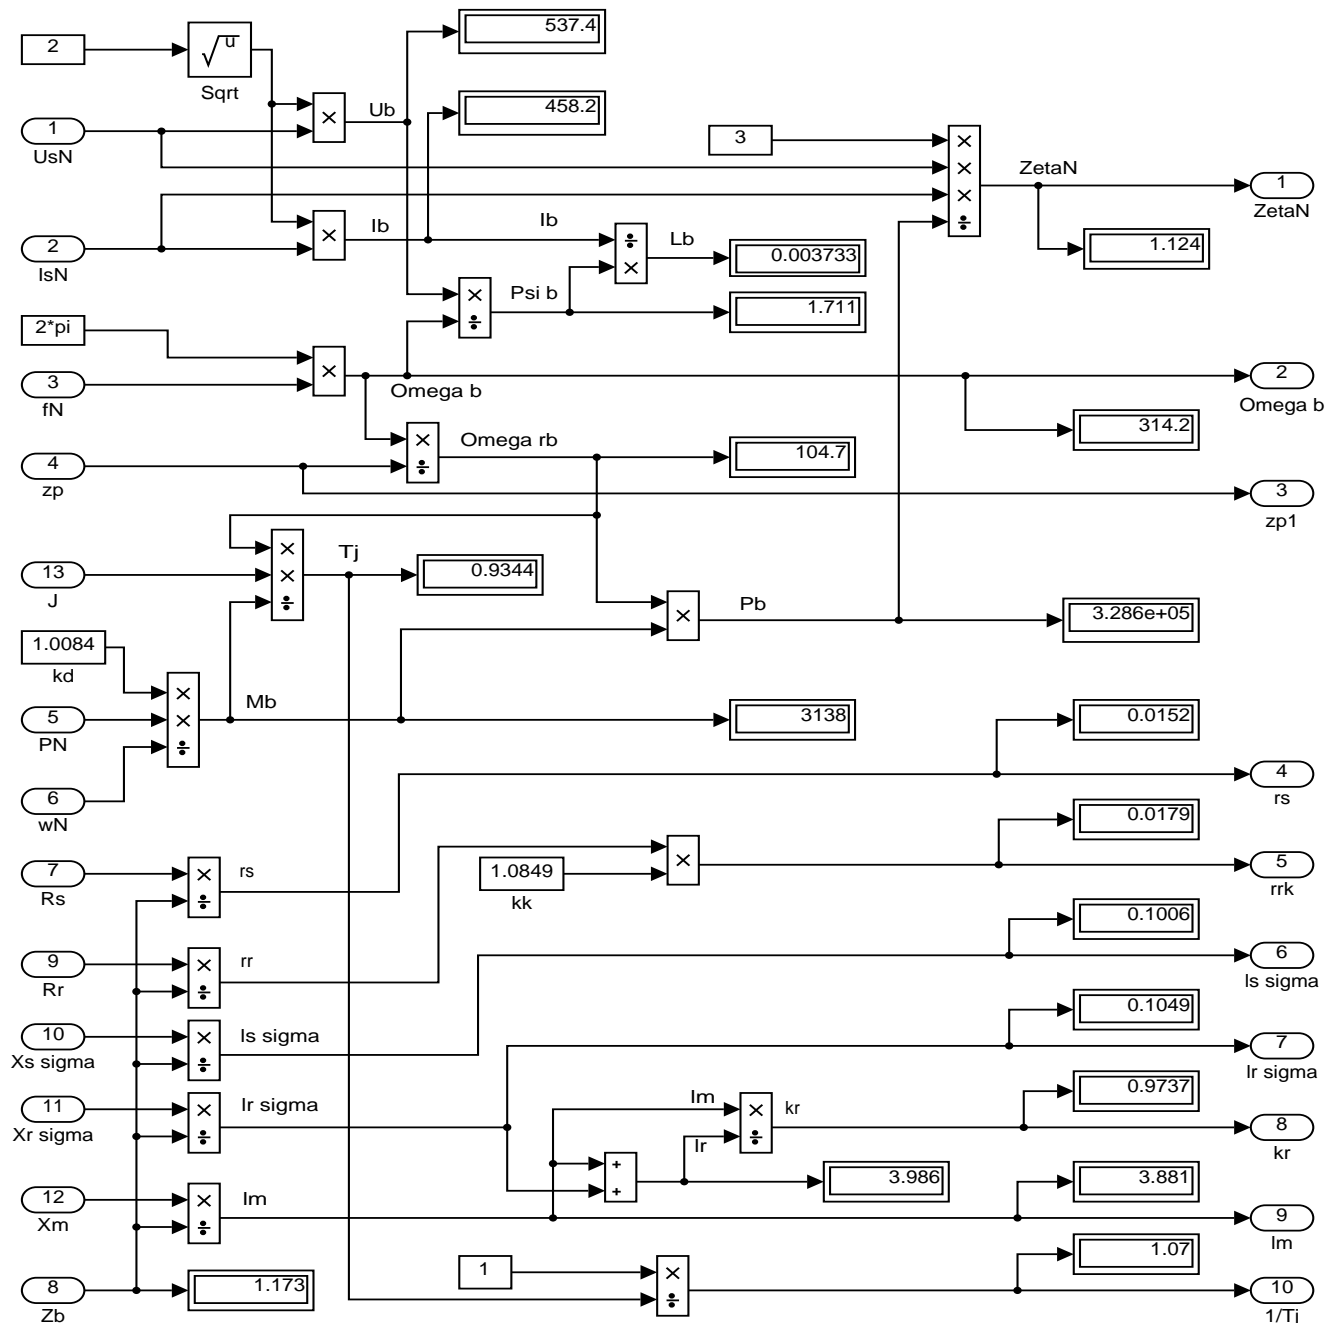 537.4
2
√u
Sqrt
458.2
Ub
×
1
UsN
3
×
×
×
÷
ZetaN
1
ZetaN
Ib
×
2
IsN
Ib
÷
×
Lb
0.003733
1.124
Psi b
×
÷
1.711
2*pi
×
3
fN
Omega b
2
Omega b
314.2
×
÷
Omega rb
104.7
4
zp
3
zp1
×
×
÷
Tj
0.9344
13
J
×
Pb
3.286e+05
1.0084
kd
×
×
÷
Mb
3138
5
PN
0.0152
6
wN
4
rs
0.0179
7
Rs
×
÷
rs
1.0849
kk
×
5
rrk
0.1006
9
Rr
×
÷
rr
6
ls sigma
0.1049
10
Xs sigma
×
÷
ls sigma
7
lr sigma
0.9737
11
Xr sigma
×
÷
lr sigma
lm
×
÷
kr
8
kr
lr
+
+
3.986
3.881
12
Xm
×
÷
lm
9
lm
1.07
1
×
÷
8
Zb
1.173
10
1/Tj